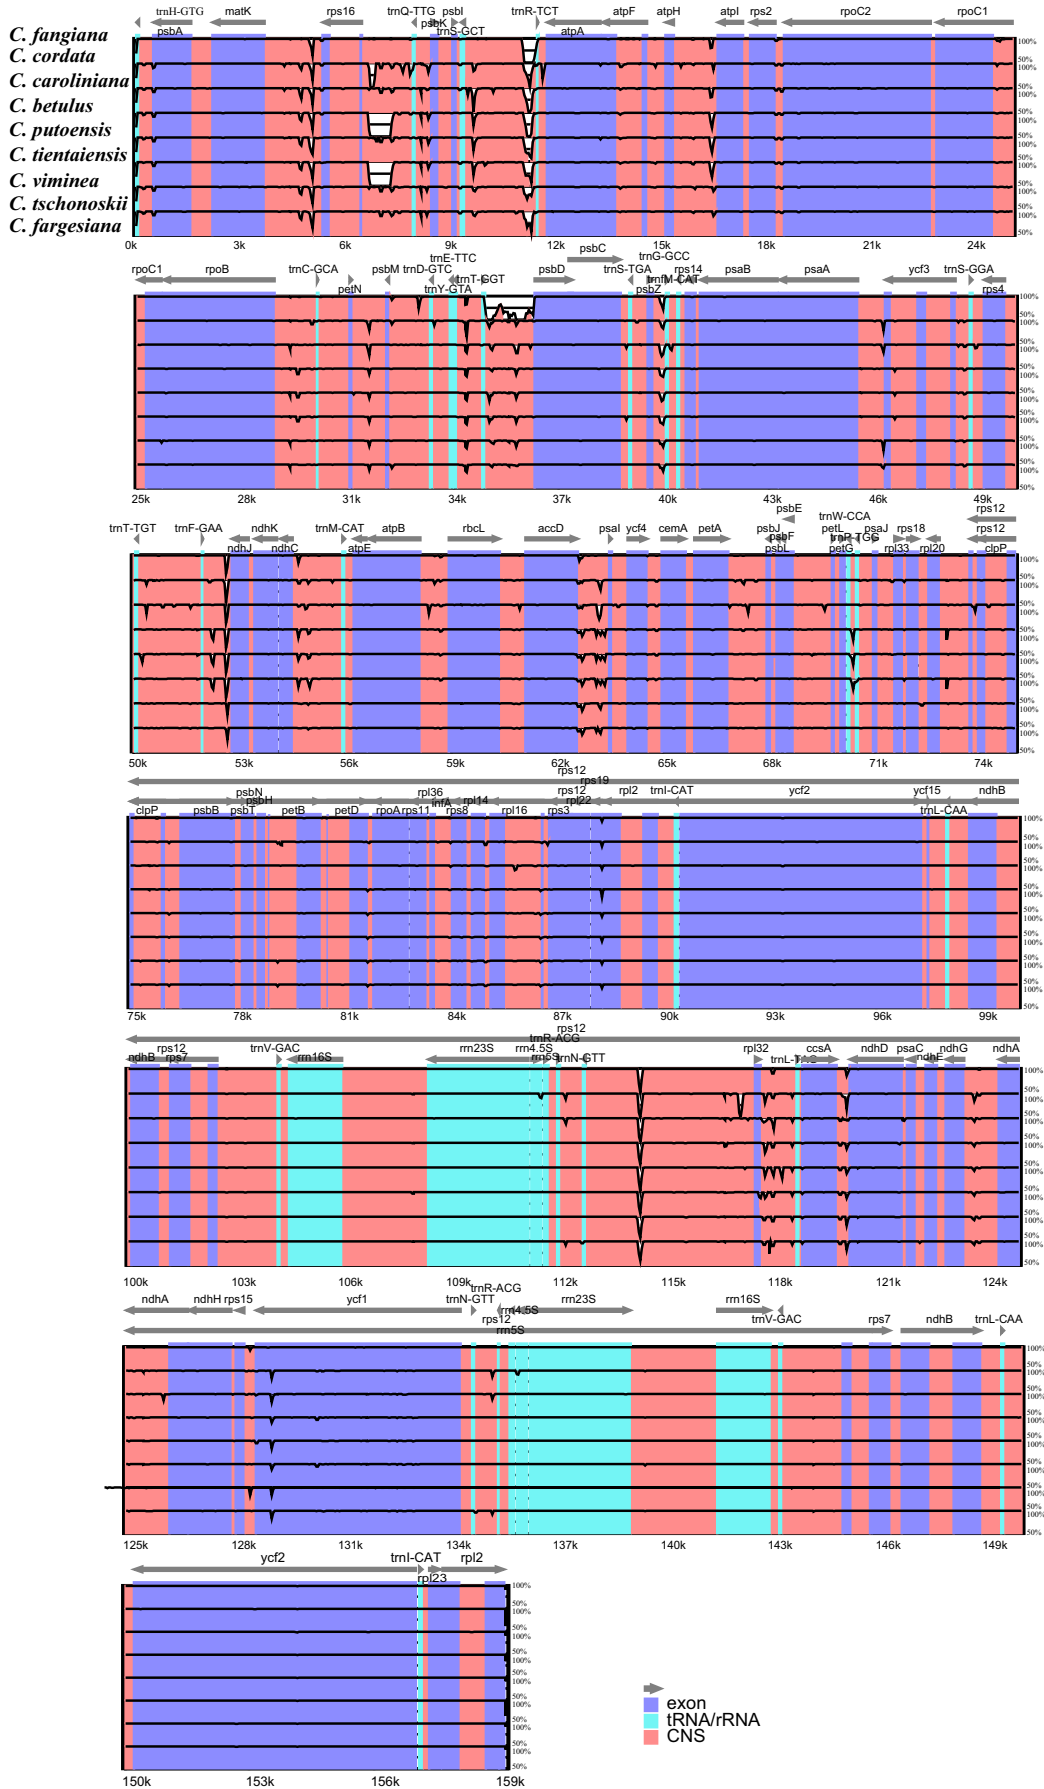 trnH-GTG matK rps16 trnQ-TTG psbI trnR-TCT atpF atpH atpI rps2 rpoC2 rpoC1
psbA psbK trnS-GCT atpA
C. fangiana
C. cordata
C. caroliniana
C. betulus
C. putoensis
C. tientaiensis
C. viminea
C. tschonoskii
C. fargesiana
0k 3k 6k 9k 12k 15k 18k 21k 24k
trnE-TTC psbC trnG-GCC
rpoC1 rpoB trnC-GCA psbM trnD-GTC trnT-GGT psbD trnS-TGA rps14 psaB psaA ycf3 trnS-GGA
petN trnY-GTA psbZ rps4
25k 28k 31k 34k 37k 40k 43k 46k 49k
psbE rps12
trnT-TGT trnF-GAA ndhK trnM-CAT atpB rbcL accD psaI ycf4 cemA petA psbJ petL trnW-CCA psaJ rps18 rps12
ndhJ ndhC atpE psbF psbL petG trnP-TGG rpl33 rpl20 clpP
50k 53k 56k 59k 62k 65k 68k 71k 74k
rps12
rps19
psbN rpl36 rps12 rpl2 trnI-CAT ycf2 ycf15 ndhB
clpP psbB psbT psbH petB petD rpoA rps11 infA rps8 rpl14 rpl16 rps3 rpl22 trnL-CAA
75k 78k 81k 84k 87k 90k 93k 96k 99k
rps12
trnR-ACG
rps12 trnV-GAC rrn23S rrn4.5S rpl32 ccsA ndhD psaC ndhG ndhA
ndhB rps7 rrn16S rrn5S trnN-GTT trnL-TAG ndhE
100k 103k 106k 109k 112k 115k 118k 121k 124k
trnR-ACG
ndhA ndhH rps15 ycf1 trnN-GTT rrn4.5S rrn23S rrn16S
rps12 rrn5S trnV-GAC rps7 ndhB trnL-CAA
125k 128k 131k 134k 137k 140k 143k 146k 149k
ycf2 trnI-CAT rpl2
rpl23
150k 153k 156k 159k
exon
tRNA/rRNA
CNS